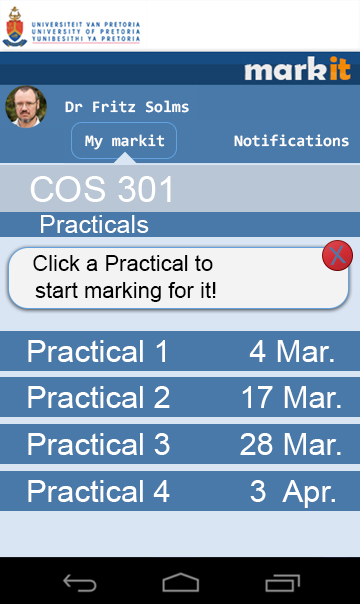 UNIVERSITEIT VAN PRETORIA
UNIVERSITY OF PRETORIA
YUNIBESITHI YA PRETORIA
markit
Dr Fritz Solms
My markit Notifications
COS 301
Practicals
X
Click a Practical to
start marking for it!
Practical 1 4 Mar.
Practical 2 17 Mar.
Practical 3 28 Mar.
Practical 4 3 Apr.